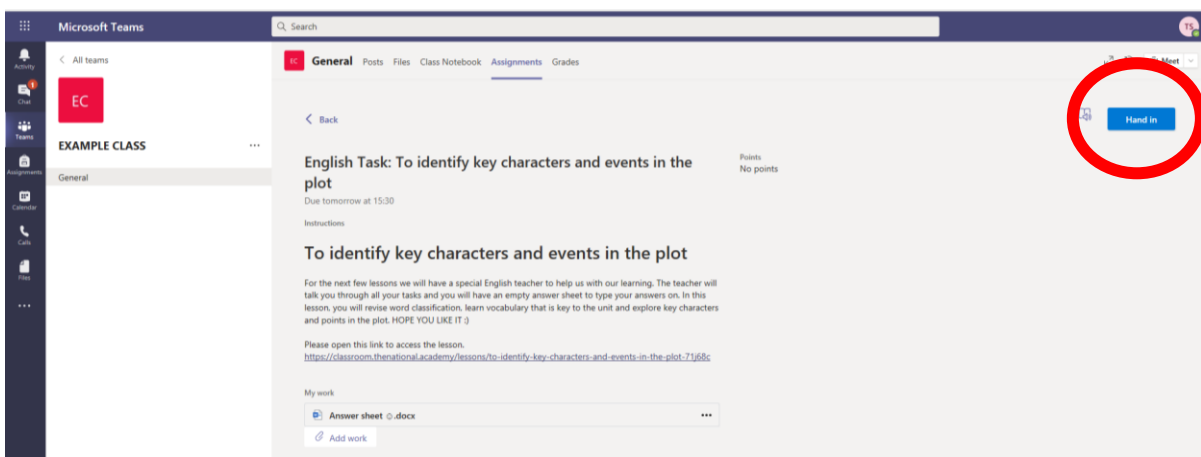 Microsoft Teams
Search
TS
Activity
Chat
1
Teams
Assignments
Calendar
Calls
Files
All teams
EC
EXAMPLE CLASS
General
EC
General Posts Files Class Notebook Assignments Grades
Meet
Back
Hand in
English Task: To identify key characters and events in the
plot
Due tomorrow at 15:30
Points
No points
Instructions
To identify key characters and events in the plot
For the next few lessons we will have a special English teacher to help us with our learning. The teacher will
talk you through all your tasks and you will have an empty answer sheet to type your answers on. In this
lesson, you will revise word classification, learn vocabulary that is key to the unit and explore key characters
and points in the plot. HOPE YOU LIKE IT :)
Please open this link to access the lesson.
https://classroom.thenational.academy/lessons/to-identify-key-characters-and-events-in-the-plot-71j68c
My work
Answer sheet ☺.docx
Add work